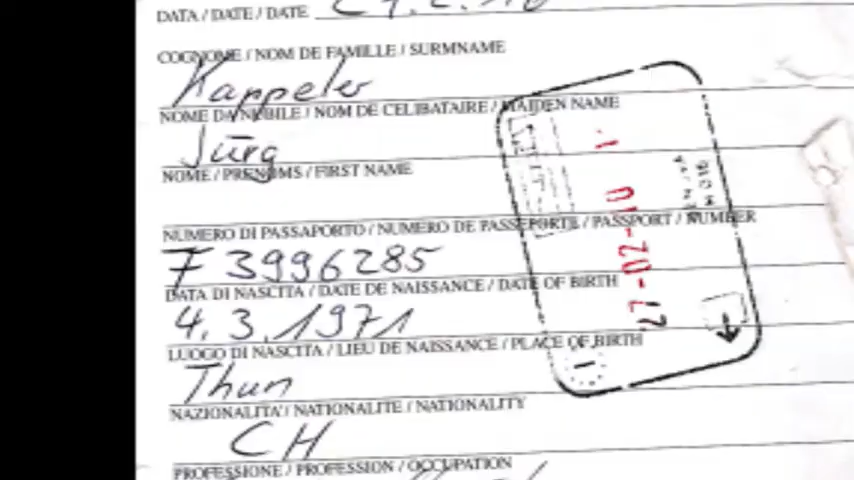 DATA / DATE / DATE
COGNOME / NOM DE FAMILLE / SURMNAME
Kappeler
NOME DA NUBILE / NOM DE CELIBATAIRE / MAIDEN NAME
Jürg
NOME / PRENOMS / FIRST NAME
NUMERO DI PASSAPORTO / NUMERO DE PASSEPORTE / PASSPORT / NUMBER
F 3996285
DATA DI NASCITA / DATE DE NAISSANCE / DATE OF BIRTH
4.3.1971
LUOGO DI NASCITA / LIEU DE NAISSANCE / PLACE OF BIRTH
Thun
NAZIONALITA'/ NATIONALITE / NATIONALITY
CH
PROFESSIONE / PROFESSION / OCCUPATION
27-02-10
I